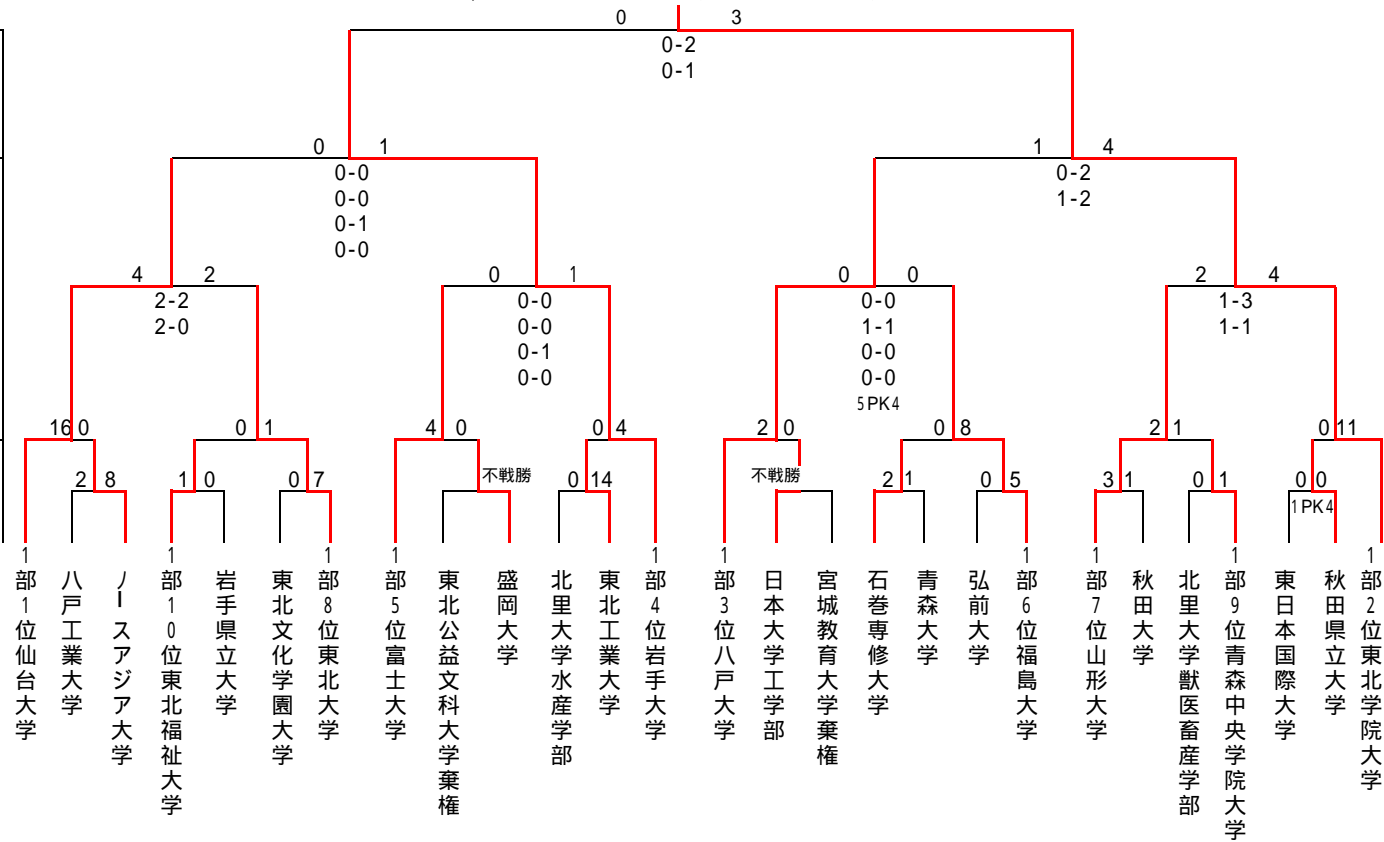 0 3
0-2
0-1
0 1
0-0
0-0
0-1
0-0
1 4
0-2
1-2
4 2
2-2
2-0
0 1
0-0
0-0
0-1
0-0
0 0
0-0
1-1
0-0
0-0
5PK4
2 4
1-3
1-1
16 0
0 1
4 0
0 4
2 0
0 8
2 1
0 11
2 8
1 0
0 7
不戦勝
0 14
不戦勝
2 1
0 5
3 1
0 1
0 0
1PK4
1部1位仙台大学
八戸工業大学
ノースアジア大学
1部10位東北福祉大学
岩手県立大学
東北文化学園大学
1部8位東北大学
1部5位富士大学
東北公益文科大学棄権
盛岡大学
北里大学水産学部
東北工業大学
1部4位岩手大学
1部3位八戸大学
日本大学工学部
宮城教育大学棄権
石巻専修大学
青森大学
弘前大学
1部6位福島大学
1部7位山形大学
秋田大学
北里大学獣医畜産学部
1部9位青森中央学院大学
東日本国際大学
秋田県立大学
1部2位東北学院大学